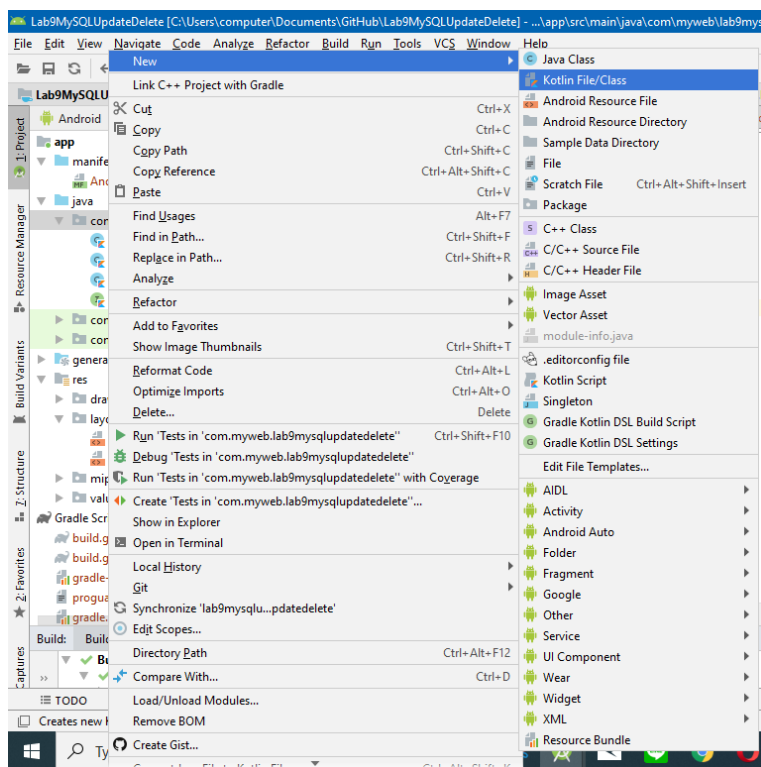 Lab9MySQLUpdateDelete [C:\Users\computer\Documents\GitHub\Lab9MySQLUpdateDelete] - ...\app\src\main\java\com\myweb\lab9mys
File Edit View Navigate Code Analyze Refactor Build Run Tools VCS Window Help
Lab9MySQLU
Android
app
manife
And
java
con
con
con
genera
res
dra
layo
mip
valu
Gradle Scr
build.g
build.g
gradle-
progua
gradle.
1: Project
Resource Manager
Build Variants
Z: Structure
2: Favorites
Captures
Build: Build
Bu
TODO
Creates new K
New
Link C++ Project with Gradle
Cut Ctrl+X
Copy Ctrl+C
Copy Path Ctrl+Shift+C
Copy Reference Ctrl+Alt+Shift+C
Paste Ctrl+V
Find Usages Alt+F7
Find in Path... Ctrl+Shift+F
Replace in Path... Ctrl+Shift+R
Analyze
Refactor
Add to Favorites
Show Image Thumbnails Ctrl+Shift+T
Reformat Code Ctrl+Alt+L
Optimize Imports Ctrl+Alt+O
Delete... Delete
Run 'Tests in 'com.myweb.lab9mysqlupdatedelete'' Ctrl+Shift+F10
Debug 'Tests in 'com.myweb.lab9mysqlupdatedelete''
Run 'Tests in 'com.myweb.lab9mysqlupdatedelete'' with Coverage
Create 'Tests in 'com.myweb.lab9mysqlupdatedelete''...
Show in Explorer
Open in Terminal
Local History
Git
Synchronize 'lab9mysqlu...pdatedelete'
Edit Scopes...
Directory Path Ctrl+Alt+F12
Compare With... Ctrl+D
Load/Unload Modules...
Remove BOM
Create Gist...
Java Class
Kotlin File/Class
Android Resource File
Android Resource Directory
Sample Data Directory
File
Scratch File Ctrl+Alt+Shift+Insert
Package
C++ Class
C/C++ Source File
C/C++ Header File
Image Asset
Vector Asset
module-info.java
.editorconfig file
Kotlin Script
Singleton
Gradle Kotlin DSL Build Script
Gradle Kotlin DSL Settings
Edit File Templates...
AIDL
Activity
Android Auto
Folder
Fragment
Google
Other
Service
UI Component
Wear
Widget
XML
Resource Bundle
Ty